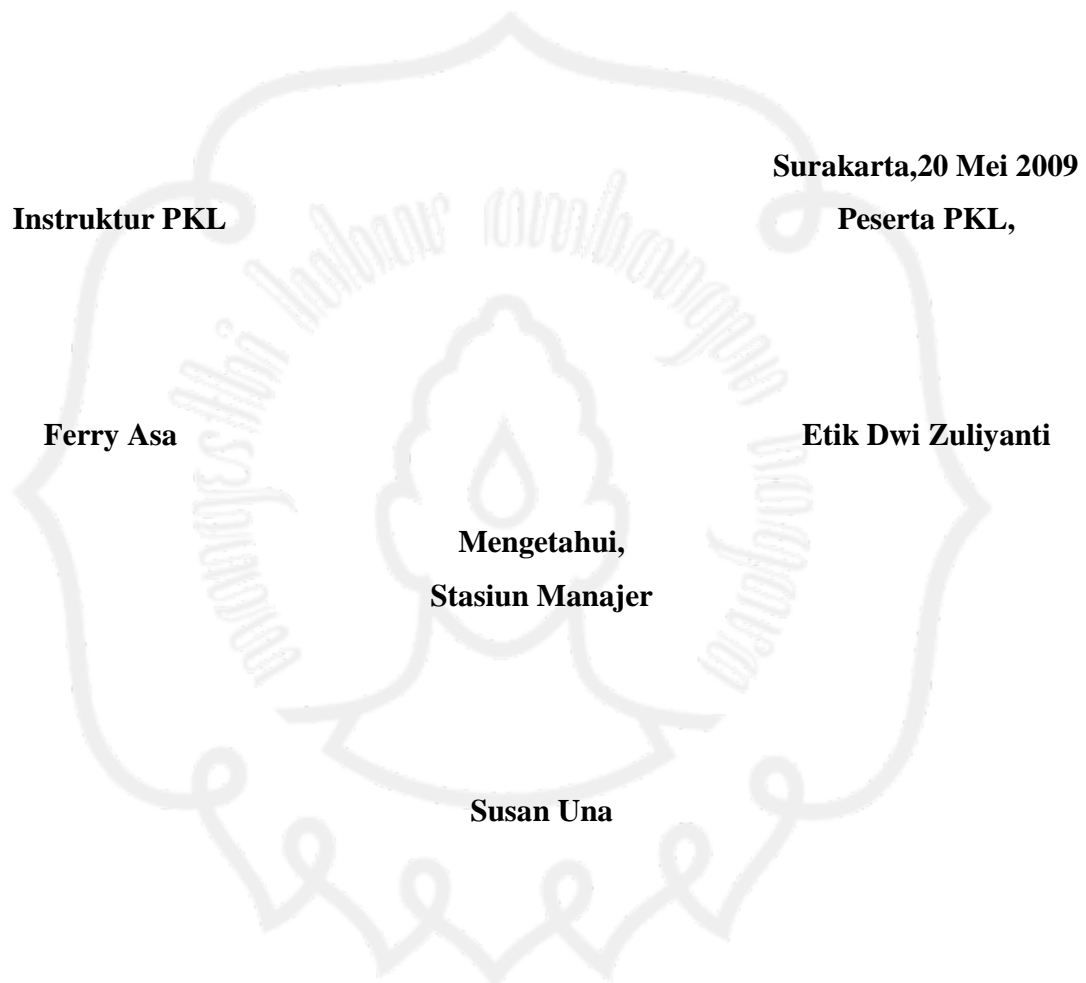 Surakarta,20 Mei 2009
Instruktur PKL
Peserta PKL,
Ferry Asa
Etik Dwi Zuliyanti
Mengetahui,
Stasiun Manajer
Susan Una